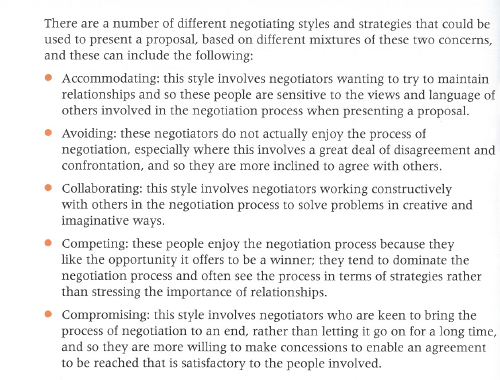 There are a number of different negotiating styles and strategies that could be
used to present a proposal, based on different mixtures of these two concerns,
and these can include the following:
• Accommodating: this style involves negotiators wanting to try to maintain
relationships and so these people are sensitive to the views and language of
others involved in the negotiation process when presenting a proposal.
• Avoiding: these negotiators do not actually enjoy the process of
negotiation, especially where this involves a great deal of disagreement and
confrontation, and so they are more inclined to agree with others.
• Collaborating: this style involves negotiators working constructively
with others in the negotiation process to solve problems in creative and
imaginative ways.
• Competing: these people enjoy the negotiation process because they
like the opportunity it offers to be a winner; they tend to dominate the
negotiation process and often see the process in terms of strategies rather
than stressing the importance of relationships.
• Compromising: this style involves negotiators who are keen to bring the
process of negotiation to an end, rather than letting it go on for a long time,
and so they are more willing to make concessions to enable an agreement
to be reached that is satisfactory to the people involved.